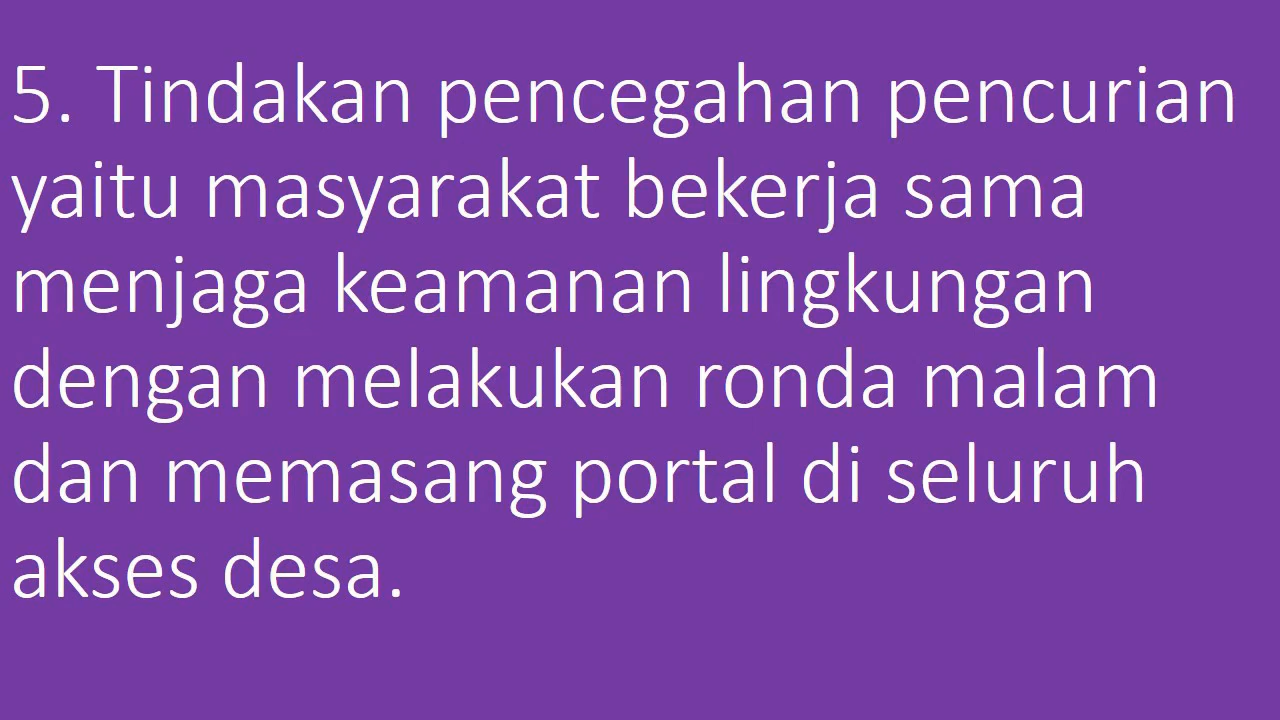 5. Tindakan pencegahan pencurian
yaitu masyarakat bekerja sama
menjaga keamanan lingkungan
dengan melakukan ronda malam
dan memasang portal di seluruh
akses desa.